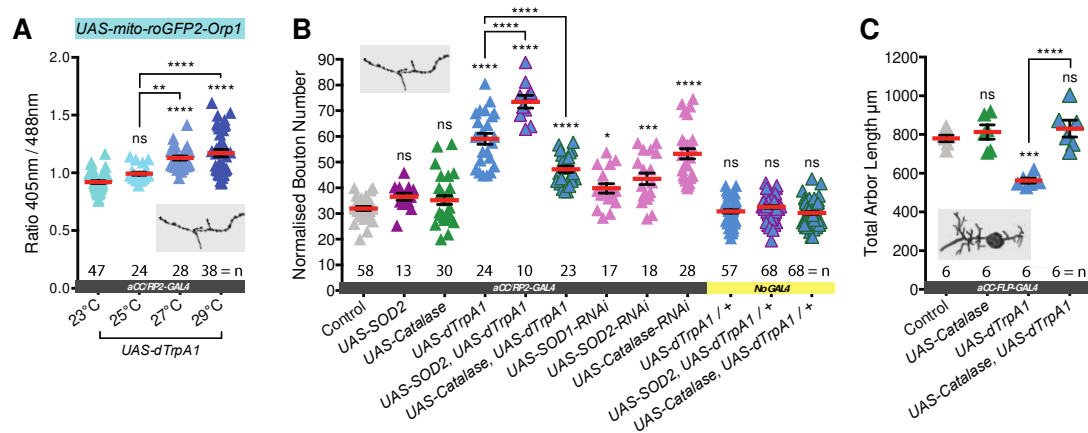 A
UAS-mito-roGFP2-Orp1
Ratio 405nm / 488nm
2.0
1.5
1.0
0.5
0.0
ns
**
****
****
****
47 24 28 38 = n
aCC/RP2-GAL4
23°C 25°C 27°C 29°C
UAS-dTrpA1
B
Normalised Bouton Number
90
80
70
60
50
40
30
20
10
0
ns
ns
****
****
****
****
****
*
***
****
ns
ns
ns
58 13 30 24 10 23 17 18 28 57 68 68 = n
aCC/RP2-GAL4
No GAL4
Control
UAS-SOD2
UAS-Catalase
UAS-dTrpA1
UAS-SOD2, UAS-dTrpA1
UAS-Catalase, UAS-dTrpA1
UAS-SOD1-RNAi
UAS-SOD2-RNAi
UAS-Catalase-RNAi
UAS-dTrpA1 / +
UAS-SOD2, UAS-dTrpA1 / +
UAS-Catalase, UAS-dTrpA1 / +
C
Total Arbor Length µm
1200
1000
800
600
400
200
0
ns
***
****
ns
6 6 6 6 = n
aCC-FLP-GAL4
Control
UAS-Catalase
UAS-dTrpA1
UAS-Catalase, UAS-dTrpA1